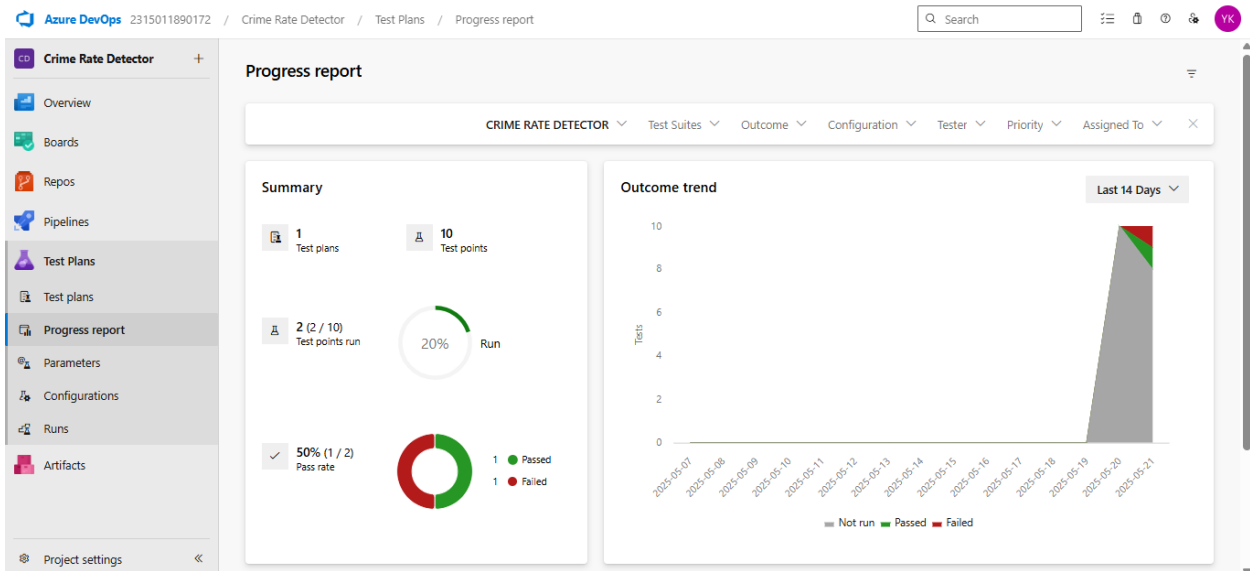 Azure DevOps 2315011890172 / Crime Rate Detector / Test Plans / Progress report
Search
YK
CD Crime Rate Detector +
Overview
Boards
Repos
Pipelines
Test Plans
Test plans
Progress report
Parameters
Configurations
Runs
Artifacts
Project settings
Progress report
CRIME RATE DETECTOR Test Suites Outcome Configuration Tester Priority Assigned To
Summary
1
Test plans
10
Test points
2 (2 / 10)
Test points run
20%
Run
50% (1 / 2)
Pass rate
1 Passed
1 Failed
Outcome trend
Last 14 Days
Tests
10
8
6
4
2
0
2025-05-07
2025-05-08
2025-05-09
2025-05-10
2025-05-11
2025-05-12
2025-05-13
2025-05-14
2025-05-15
2025-05-16
2025-05-17
2025-05-18
2025-05-19
2025-05-20
2025-05-21
Not run Passed Failed